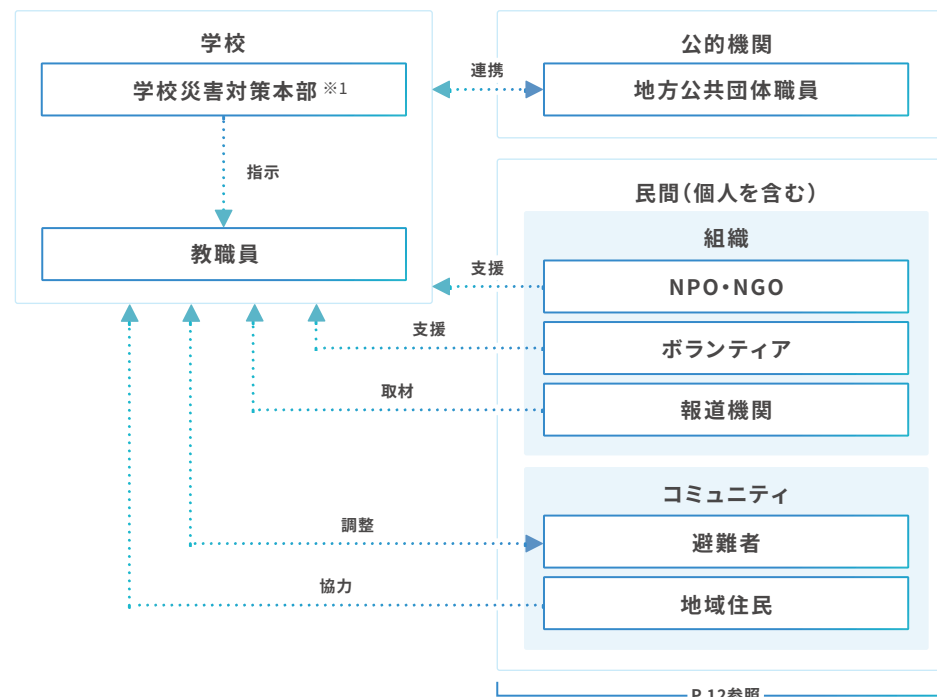 学校
学校災害対策本部 ※1
指示
教職員
連携
公的機関
地方公共団体職員
民間（個人を含む）
組織
支援
NPO・NGO
支援
ボランティア
取材
報道機関
コミュニティ
調整
避難者
協力
地域住民
P.12参照